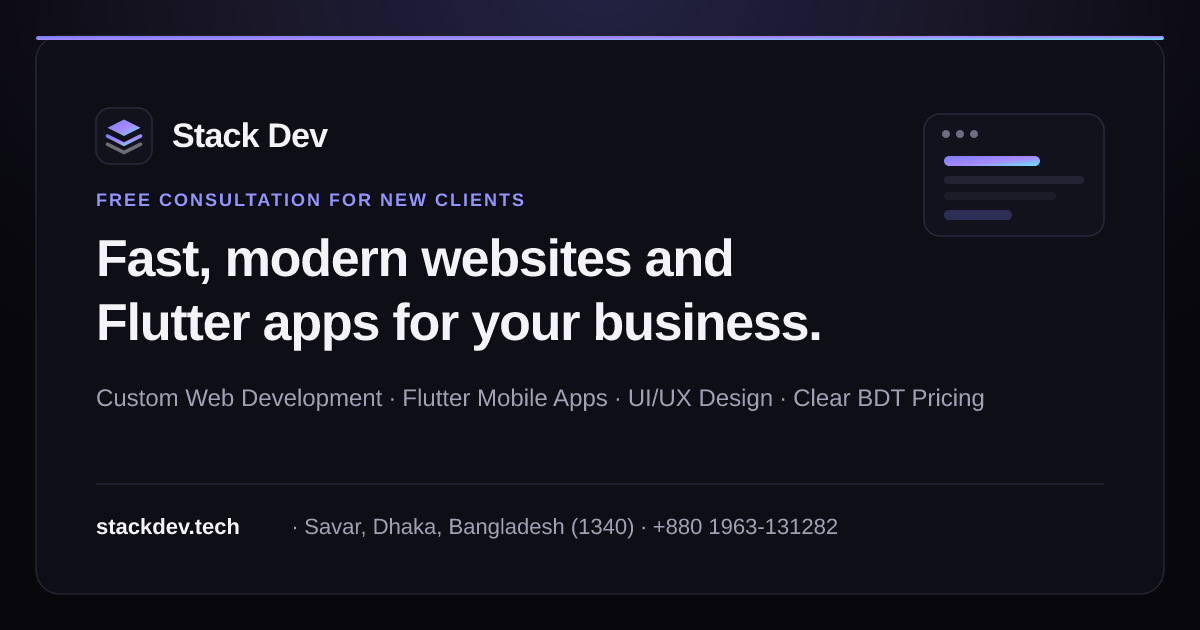 Stack Dev
FREE CONSULTATION FOR NEW CLIENTS
Fast, modern websites and
Flutter apps for your business.
Custom Web Development · Flutter Mobile Apps · UI/UX Design · Clear BDT Pricing
stackdev.tech · Savar, Dhaka, Bangladesh (1340) · +880 1963-131282